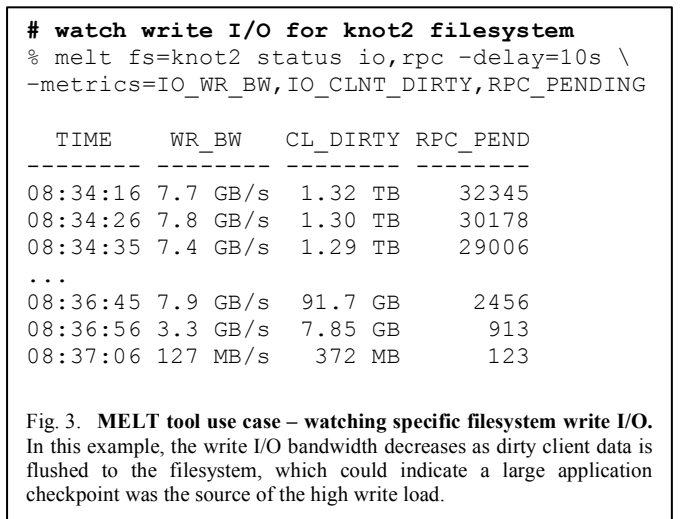 # watch write I/O for knot2 filesystem
% melt fs=knot2 status io,rpc –delay=10s \
–metrics=IO_WR_BW,IO_CLNT_DIRTY,RPC_PENDING
TIME WR_BW CL_DIRTY RPC_PEND
-------- -------- -------- --------
08:34:16 7.7 GB/s 1.32 TB 32345
08:34:26 7.8 GB/s 1.30 TB 30178
08:34:35 7.4 GB/s 1.29 TB 29006
...
08:36:45 7.9 GB/s 91.7 GB 2456
08:36:56 3.3 GB/s 7.85 GB 913
08:37:06 127 MB/s 372 MB 123
Fig. 3. MELT tool use case – watching specific filesystem write I/O.
In this example, the write I/O bandwidth decreases as dirty client data is
flushed to the filesystem, which could indicate a large application
checkpoint was the source of the high write load.